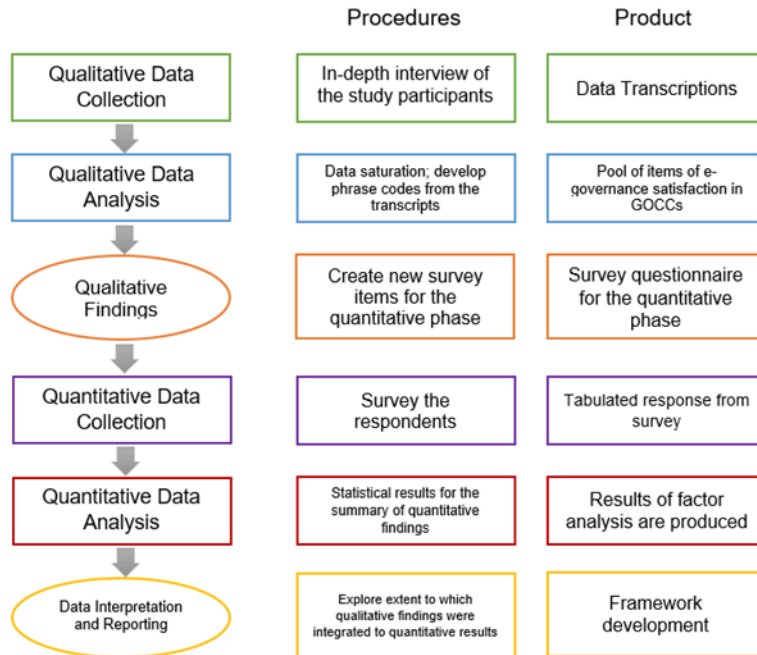 Procedures
Product
Qualitative Data
Collection
In-depth interview of
the study participants
Data Transcriptions
Qualitative Data
Analysis
Data saturation; develop
phrase codes from the
transcripts
Pool of items of e-
governance satisfaction in
GOCCs
Qualitative
Findings
Create new survey
items for the
quantitative phase
Survey questionnaire
for the quantitative
phase
Quantitative Data
Collection
Survey the
respondents
Tabulated response from
survey
Quantitative Data
Analysis
Statistical results for the
summary of quantitative
findings
Results of factor
analysis are produced
Data Interpretation
and Reporting
Explore extent to which
qualitative findings were
integrated to quantitative results
Framework
development